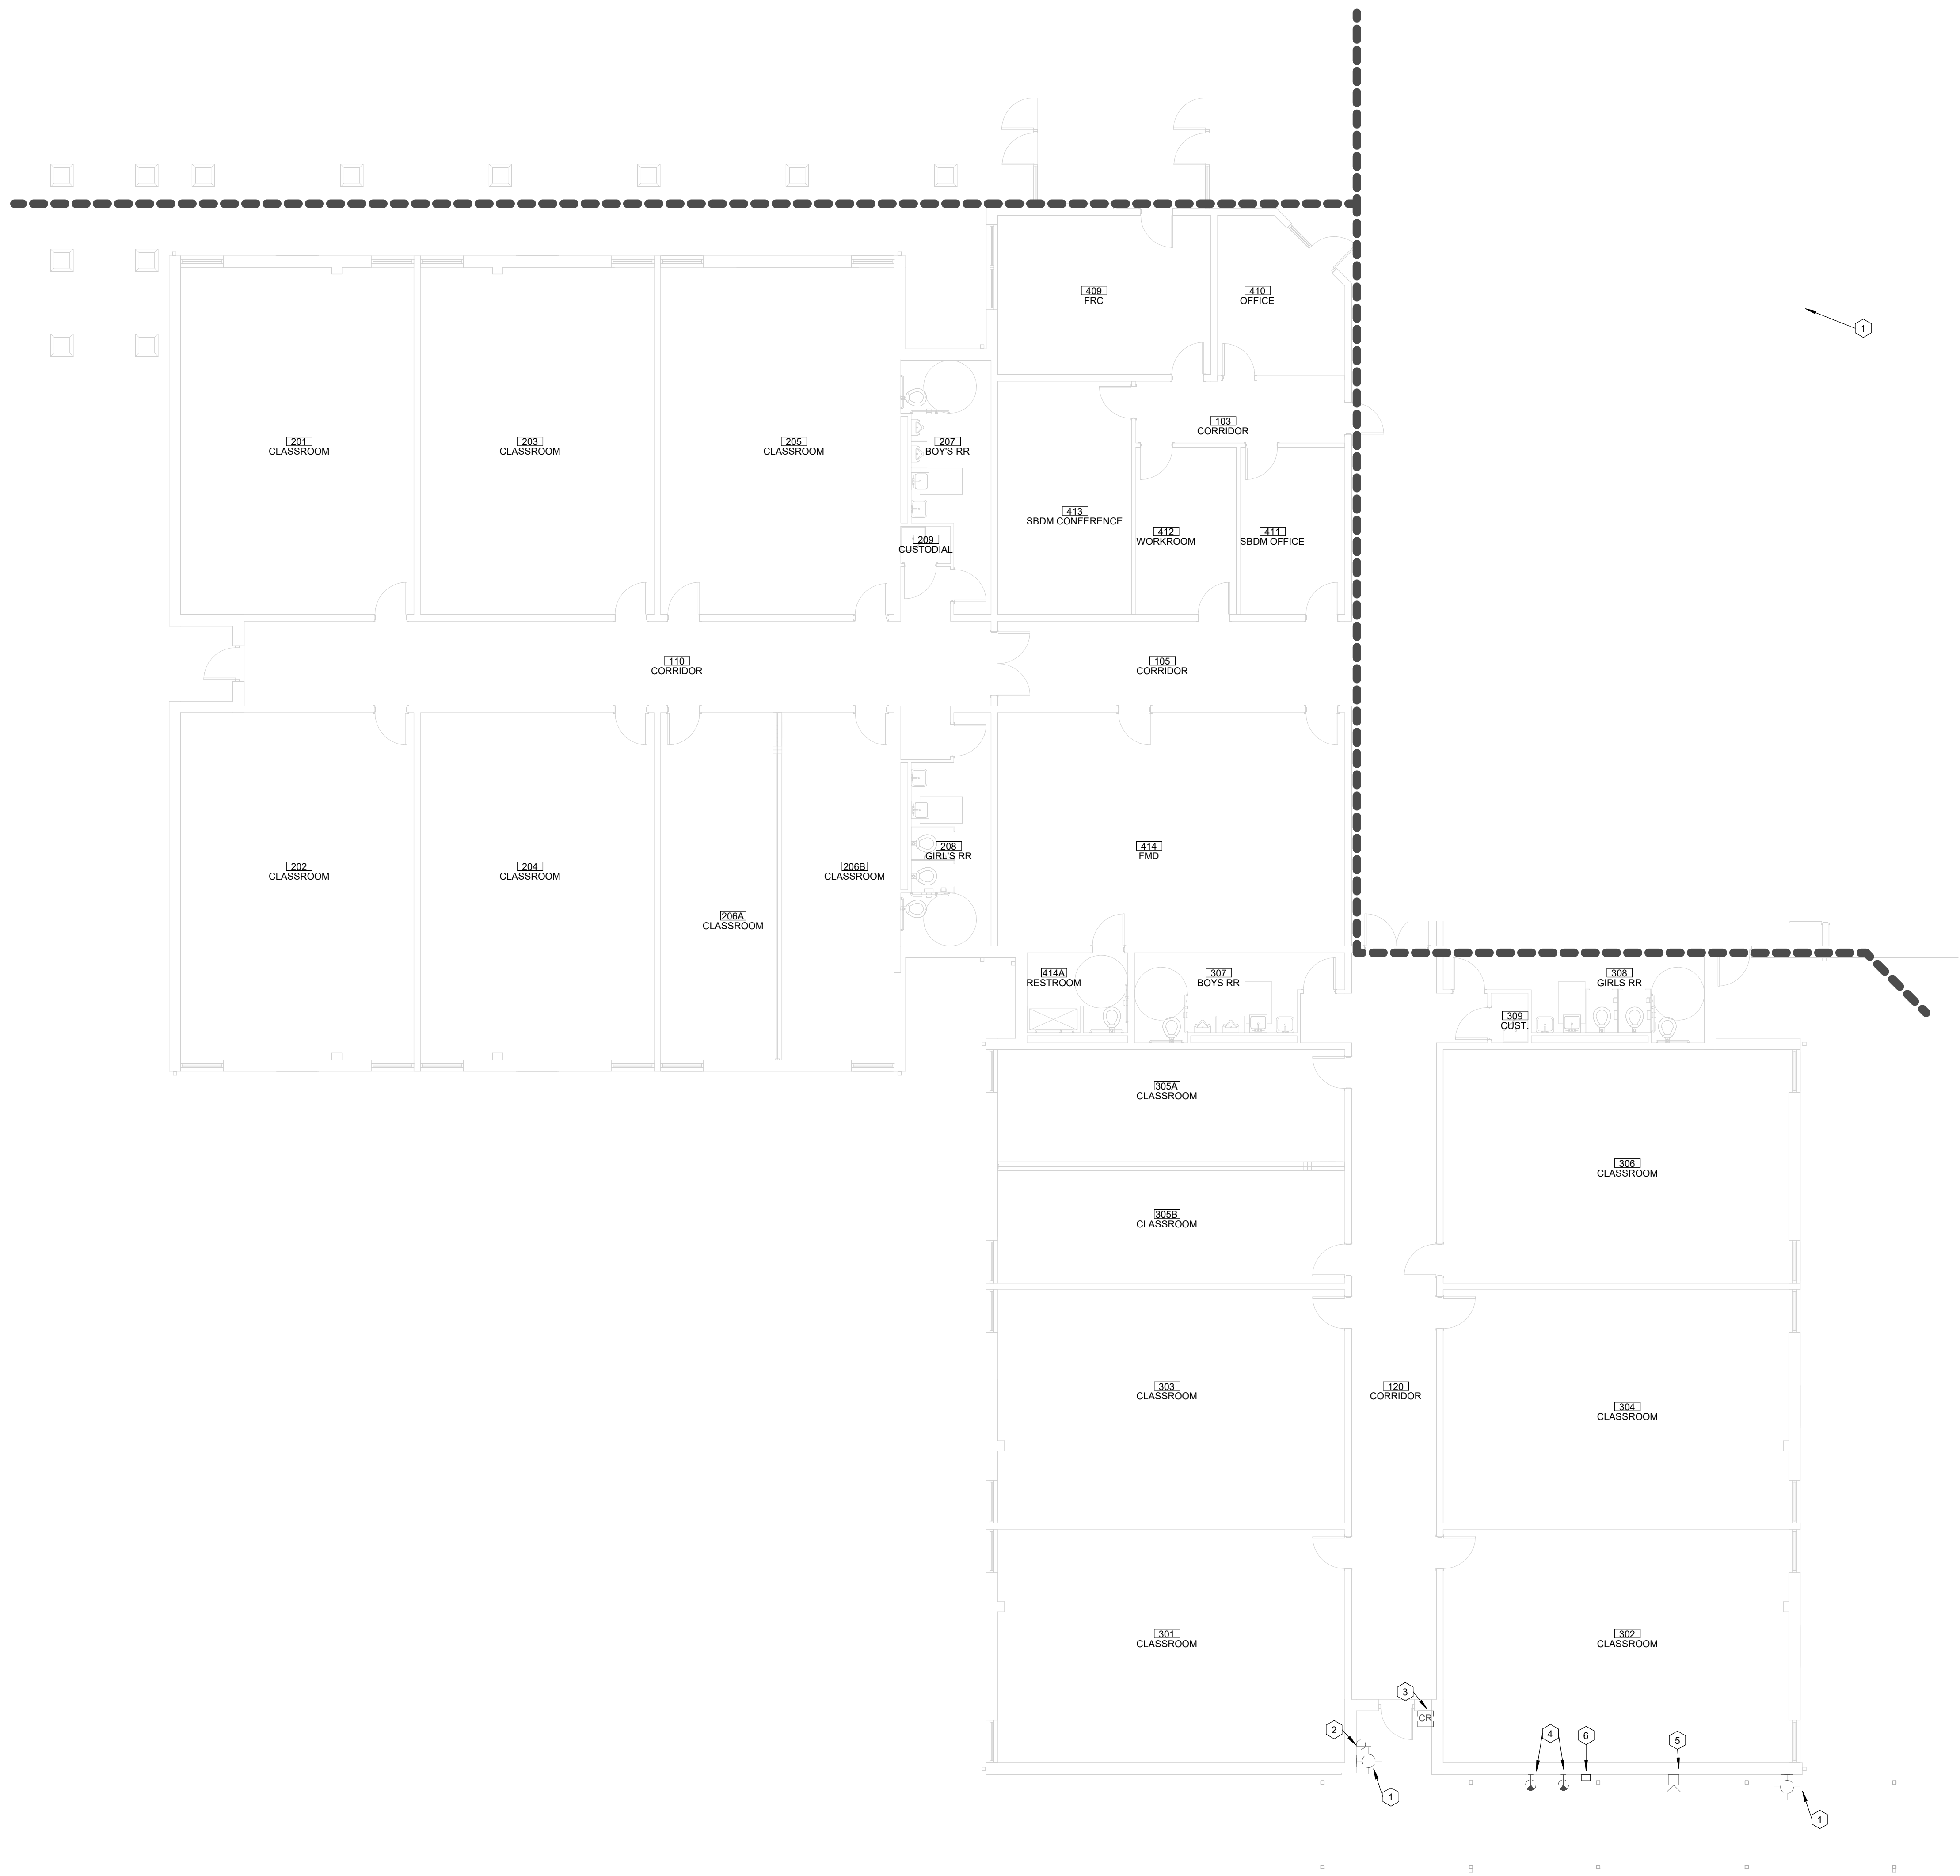 409
FRC
410
OFFICE
1
103
CORRIDOR
201
CLASSROOM
203
CLASSROOM
205
CLASSROOM
207
BOY'S RR
413
SBDM CONFERENCE
412
WORKROOM
411
SBDM OFFICE
209
CUSTODIAL
110
CORRIDOR
105
CORRIDOR
202
CLASSROOM
204
CLASSROOM
206B
CLASSROOM
208
GIRL'S RR
414
FMD
206A
CLASSROOM
414A
RESTROOM
307
BOYS RR
308
GIRLS RR
309
CUST.
305A
CLASSROOM
306
CLASSROOM
305B
CLASSROOM
303
CLASSROOM
120
CORRIDOR
304
CLASSROOM
301
CLASSROOM
302
CLASSROOM
3
CR
2
4
6
5
1
1